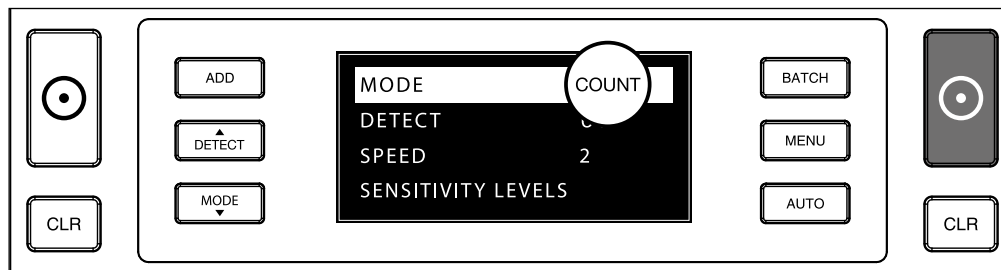 ADD
DETECT
MODE
CLR
MODE COUNT
DETECT
SPEED 2
SENSITIVITY LEVELS
BATCH
MENU
AUTO
CLR